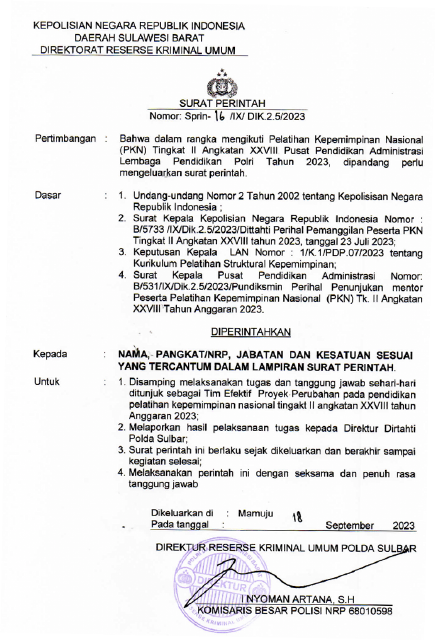 KEPOLISIAN NEGARA REPUBLIK INDONESIA
DAERAH SULAWESI BARAT
DIREKTORAT RESERSE KRIMINAL UMUM
SURAT PERINTAH
Nomor: Sprin- 16 /IX/ DIK.2.5/2023
Pertimbangan : Bahwa dalam rangka mengikuti Pelatihan Kepemimpinan Nasional
(PKN) Tingkat II Angkatan XXVIII Pusat Pendidikan Administrasi
Lembaga Pendidikan Polri Tahun 2023, dipandang perlu
mengeluarkan surat perintah.
Dasar : 1. Undang-undang Nomor 2 Tahun 2002 tentang Kepolisisan Negara
Republik Indonesia ;
2. Surat Kepala Kepolisian Negara Republik Indonesia Nomor :
B/5733 /IX/Dik.2.5/2023/Dittahti Perihal Pemanggilan Peserta PKN
Tingkat II Angkatan XXVIII tahun 2023, tanggal 23 Juli 2023;
3. Keputusan Kepala LAN Nomor : 1/K.1/PDP.07/2023 tentang
Kurikulum Pelatihan Struktural Kepemimpinan;
4. Surat Kepala Pusat Pendidikan Administrasi Nomor:
B/531/IX/Dik.2.5/2023/Pundiksmin Perihal Penunjukan mentor
Peserta Pelatihan Kepemimpinan Nasional (PKN) Tk. II Angkatan
XXVIII Tahun Anggaran 2023.
DIPERINTAHKAN
Kepada : NAMA, PANGKAT/NRP, JABATAN DAN KESATUAN SESUAI
YANG TERCANTUM DALAM LAMPIRAN SURAT PERINTAH.
Untuk : 1. Disamping melaksanakan tugas dan tanggung jawab sehari-hari
ditunjuk sebagai Tim Efektif Proyek Perubahan pada pendidikan
pelatihan kepemimpinan nasional tingakt II angkatan XXVIII tahun
Anggaran 2023;
2. Melaporkan hasil pelaksanaan tugas kepada Direktur Dirtahti
Polda Sulbar;
3. Surat perintah ini berlaku sejak dikeluarkan dan berakhir sampai
kegiatan selesai;
4. Melaksanakan perintah ini dengan seksama dan penuh rasa
tanggung jawab
Dikeluarkan di : Mamuju
Pada tanggal : 18 September 2023
DIREKTUR RESERSE KRIMINAL UMUM POLDA SULBAR
DIREKTUR
I NYOMAN ARTANA, S.H
KOMISARIS BESAR POLISI NRP 68010598